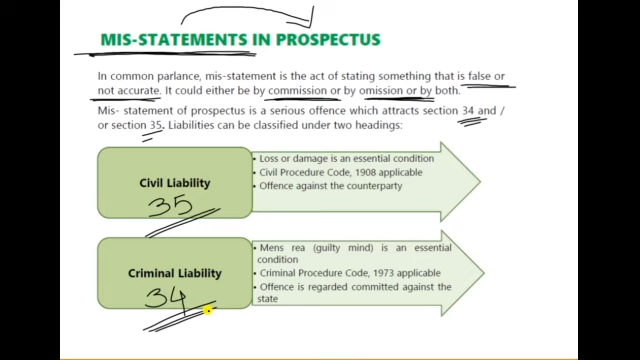 MIS-STATEMENTS IN PROSPECTUS
In common parlance, mis-statement is the act of stating something that is false or
not accurate. It could either be by commission or by omission or by both.
Mis- statement of prospectus is a serious offence which attracts section 34 and /
or section 35. Liabilities can be classified under two headings:
Civil Liability
35
• Loss or damage is an essential condition
• Civil Procedure Code, 1908 applicable
• Offence against the counterparty
Criminal Liability
34
• Mens rea (guilty mind) is an essential
condition
• Criminal Procedure Code, 1973 applicable
• Offence is regarded committed against the
state